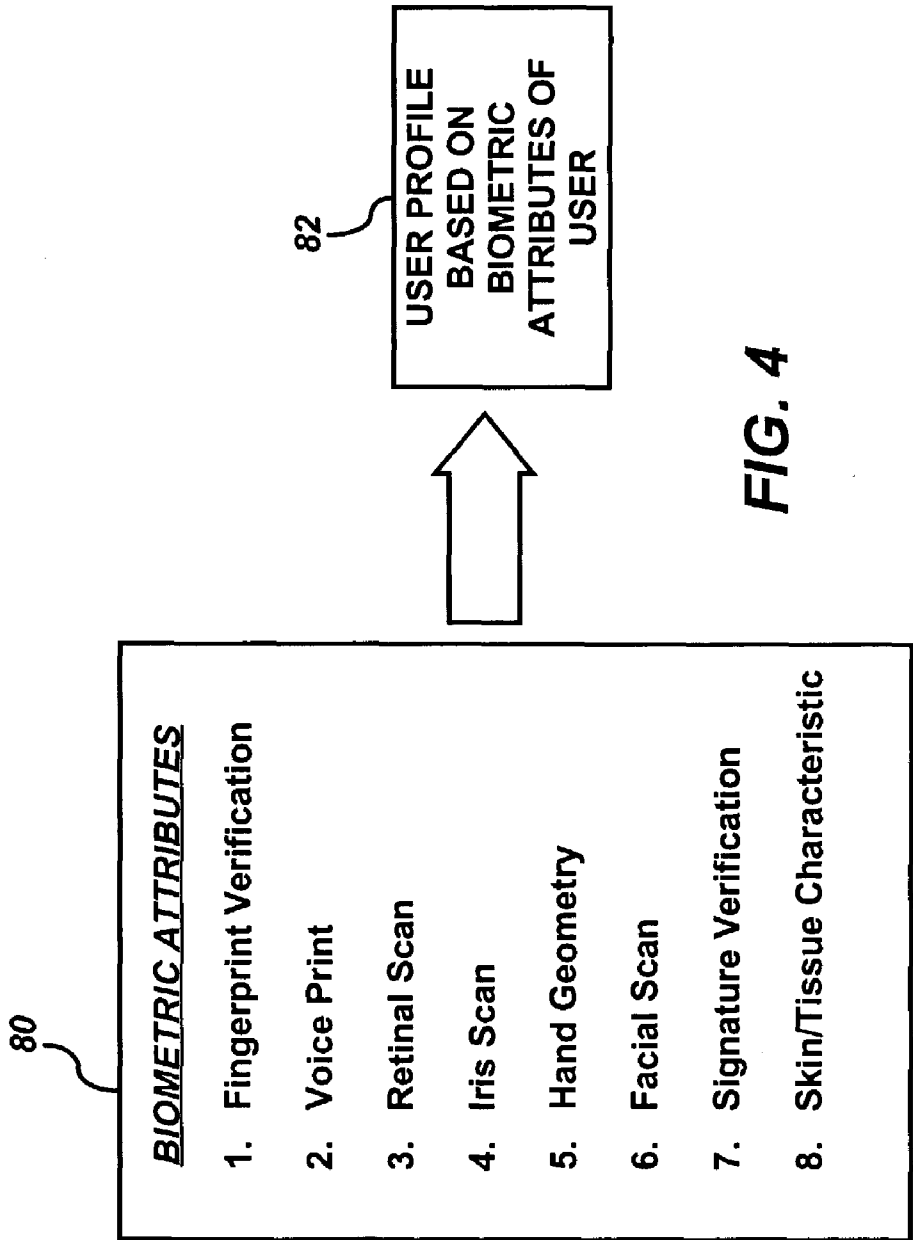 80
BIOMETRIC ATTRIBUTES
1. Fingerprint Verification
2. Voice Print
3. Retinal Scan
4. Iris Scan
5. Hand Geometry
6. Facial Scan
7. Signature Verification
8. Skin/Tissue Characteristic
82
USER PROFILE
BASED ON
BIOMETRIC
ATTRIBUTES OF
USER
FIG. 4